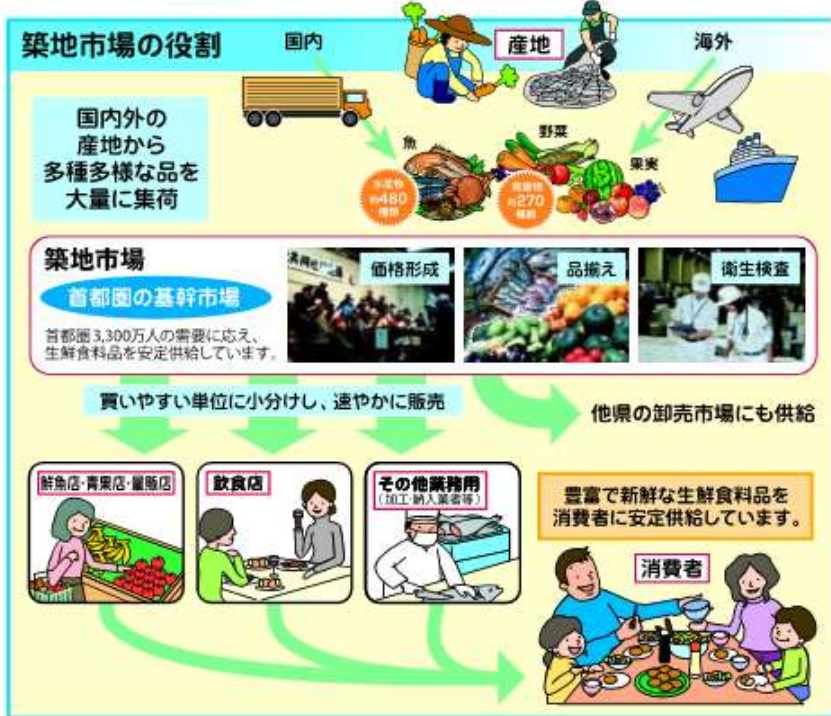 築地市場の役割
国内
産地
海外
国内外の
産地から
多種多様な品を
大量に集荷
魚
野菜
果実
水産物
約480
種類
農産物
約270
種類
築地市場
首都圏の基幹市場
首都圏3,300万人の需要に応え、
生鮮食料品を安定供給しています。
価格形成
品揃え
衛生検査
買いやすい単位に小分けし、速やかに販売
他県の卸売市場にも供給
鮮魚店・青果店・量販店
飲食店
その他業務用
(加工・納入業者等)
豊富で新鮮な生鮮食料品を
消費者に安定供給しています。
消費者